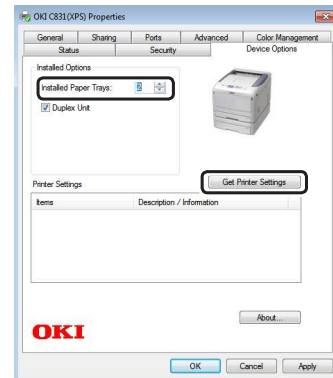 OKI C831(XPS) Properties
General Sharing Ports Advanced Color Management
Status Security Device Options
Installed Options
Installed Paper Trays: 2
Duplex Unit
Get Printer Settings
Printer Settings
Items Description / Information
About...
OKI
OK Cancel Apply